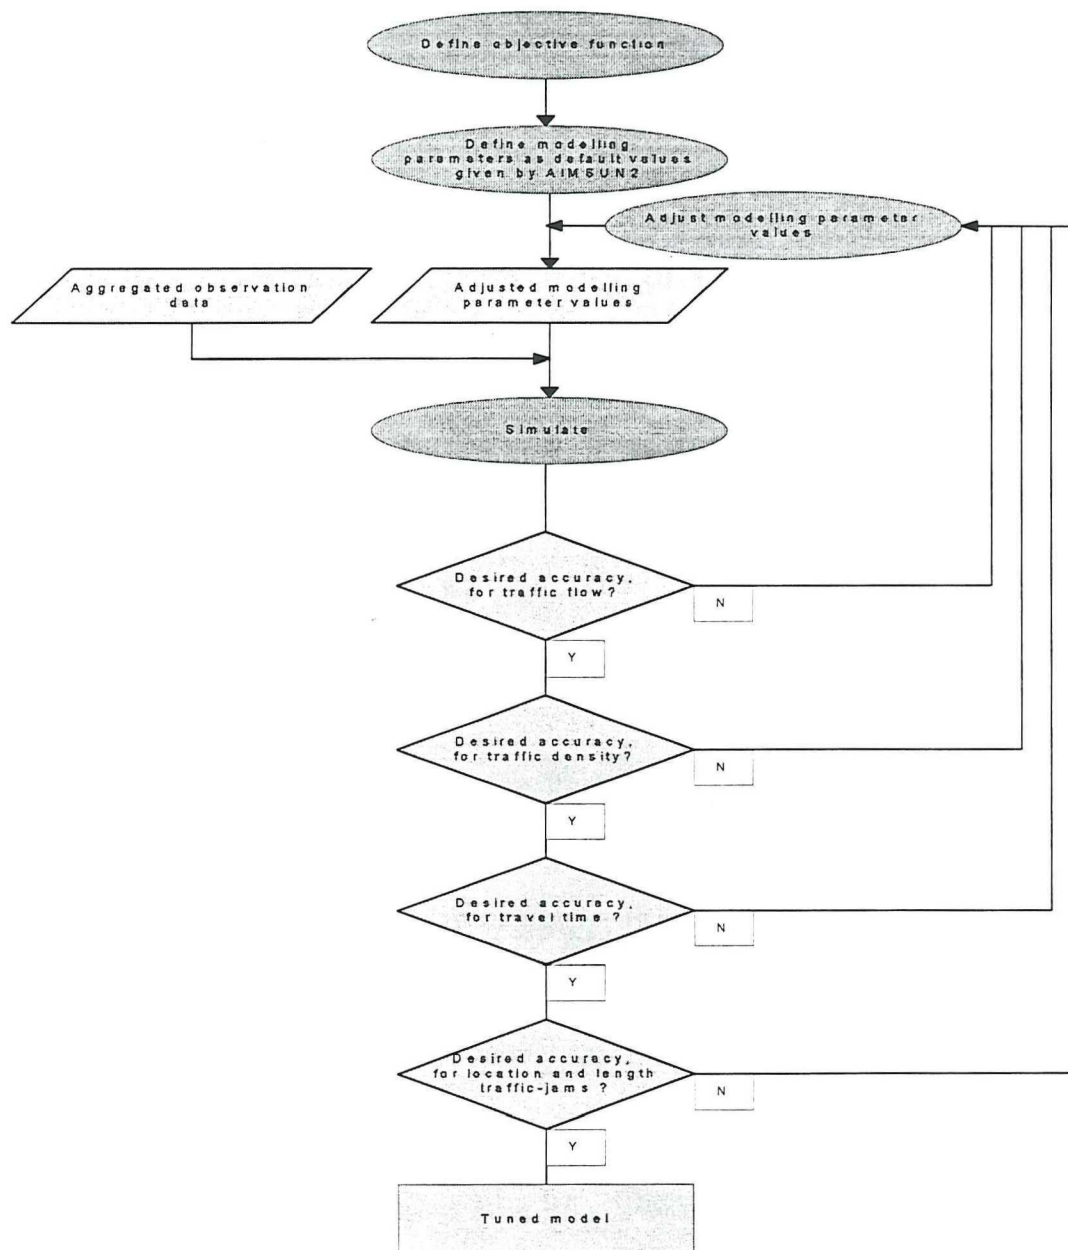 Define objective function
Define modelling
parameters as default values
given by AIMSUN2
Adjust modelling parameter
values
Aggregated observation
data
Adjusted modelling
parameter values
Simulate
Desired accuracy,
for traffic flow?
N
Y
Desired accuracy,
for traffic density?
N
Y
Desired accuracy,
for travel time ?
N
Y
Desired accuracy,
for location and length
traffic-jams ?
N
Y
Tuned model